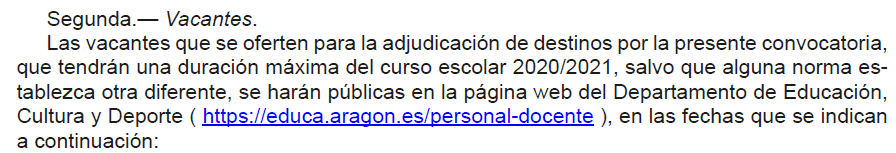 Segunda.— Vacantes.
Las vacantes que se oferten para la adjudicación de destinos por la presente convocatoria,
que tendrán una duración máxima del curso escolar 2020/2021, salvo que alguna norma es-
tablezca otra diferente, se harán públicas en la página web del Departamento de Educación,
Cultura y Deporte ( https://educa.aragon.es/personal-docente ), en las fechas que se indican
a continuación: